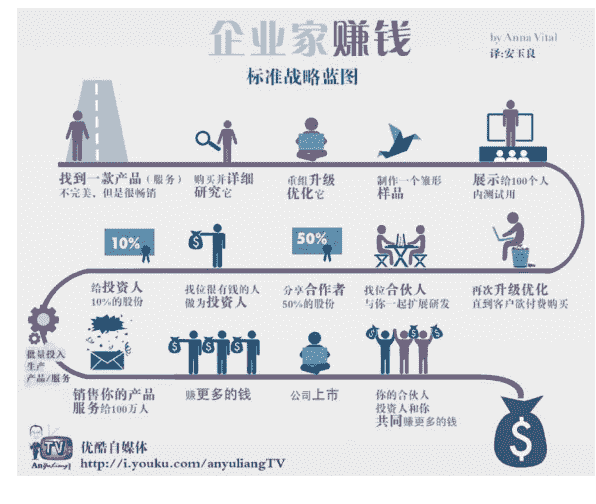 企业家赚钱
by Anna Vital
译:安玉良
标准战略蓝图
找到一款产品（服务）
不完美，但是很畅销
购买并详细
研究它
重组升级
优化它
制作一个雏形
样品
展示给100个人
内测试用
10%
50%
给投资人
10%的股份
找位很有钱的人
做为投资人
分享合作者
50%的股份
找位合伙人
与你一起扩展研发
再次升级优化
直到客户欲付费购买
批量投入
生产
产品/服务
销售你的产品
服务给100万人
赚更多的钱
公司上市
你的合伙人
投资人和你
共同赚更多的钱
$
TV
Anyuliang
优酷自媒体
http://i.youku.com/anyuliangTV